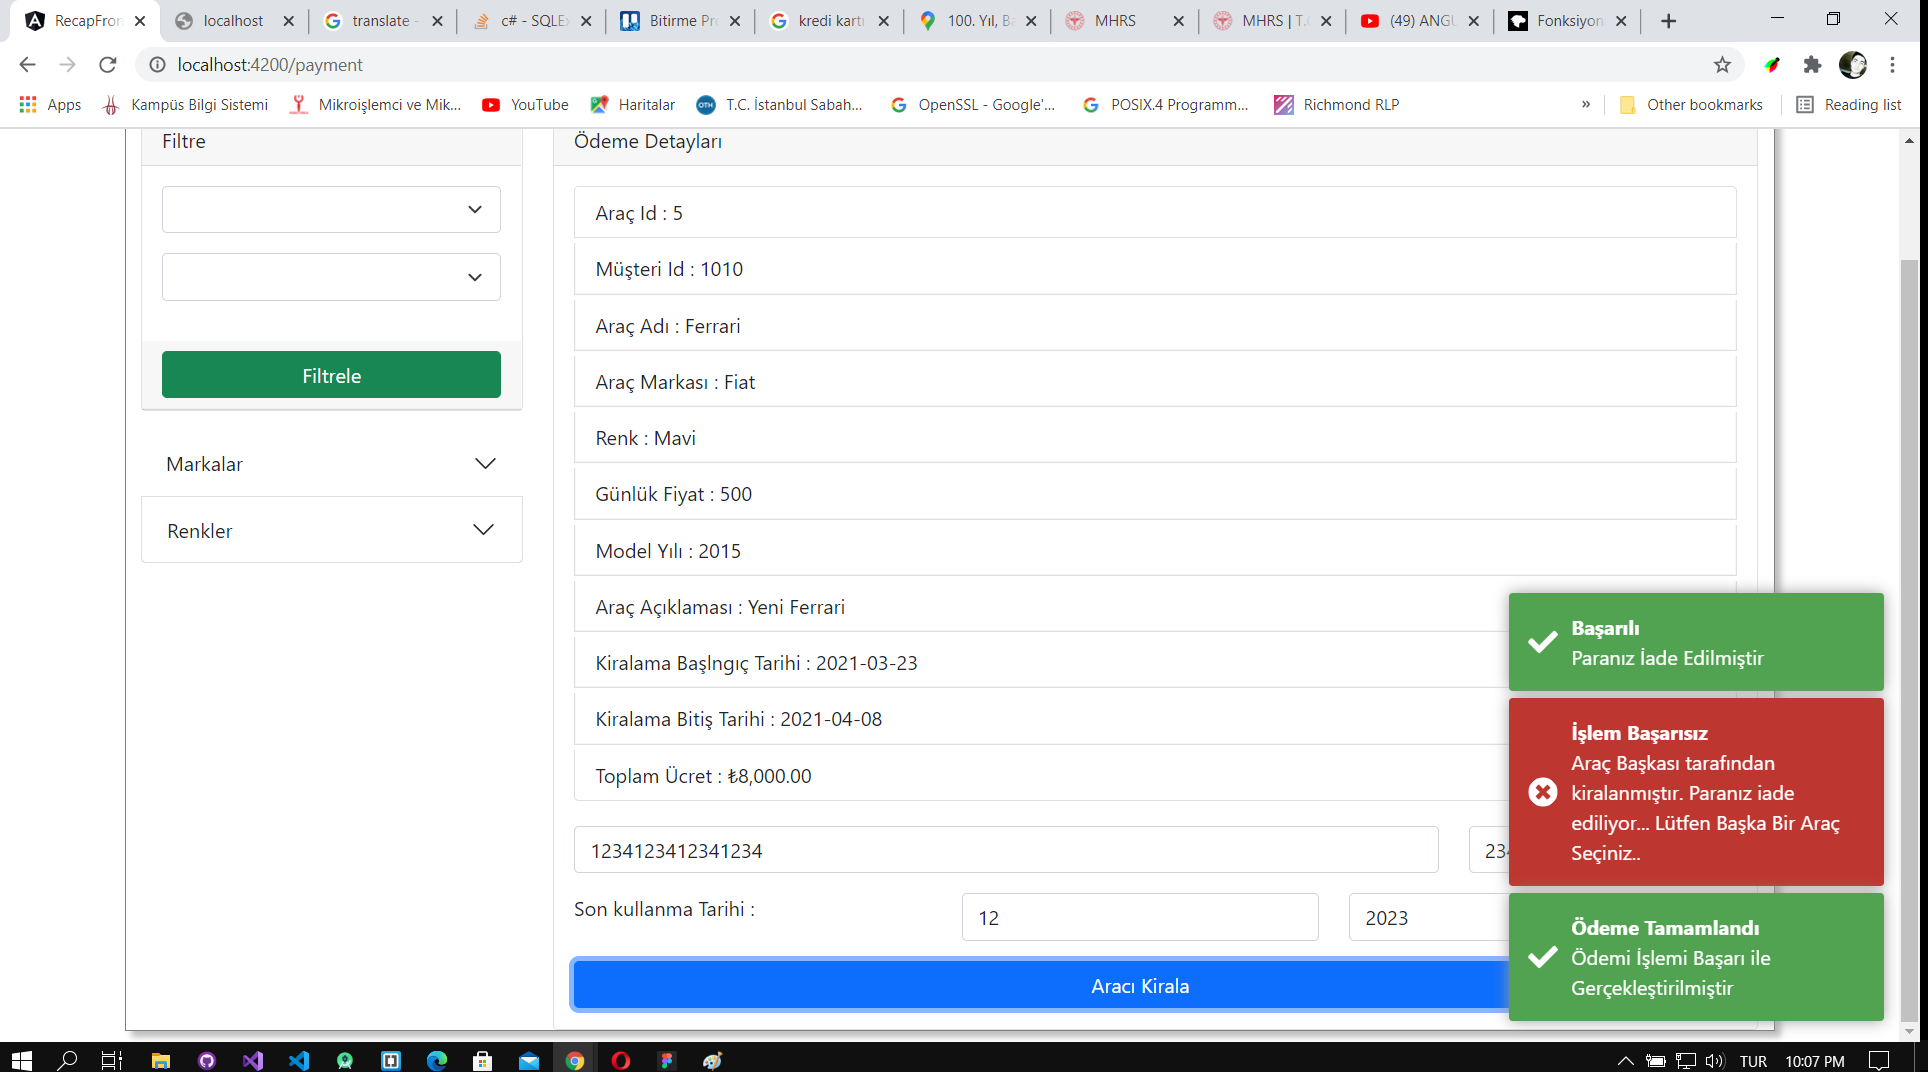 RecapFron
localhost
translate -
c# - SQLEx
Bitirme Pr
kredi kartı
100. Yıl, Ba
MHRS
MHRS | T.C
(49) ANGU
Fonksiyon
localhost:4200/payment
Apps
Kampüs Bilgi Sistemi
Mikroişlemci ve Mik...
YouTube
Haritalar
OTH
T.C. İstanbul Sabah...
OpenSSL - Google'...
POSIX.4 Programm...
Richmond RLP
»
Other bookmarks
Reading list
Filtre
Filtrele
Markalar
Renkler
Ödeme Detayları
Araç Id : 5
Müşteri Id : 1010
Araç Adı : Ferrari
Araç Markası : Fiat
Renk : Mavi
Günlük Fiyat : 500
Model Yılı : 2015
Araç Açıklaması : Yeni Ferrari
Kiralama Başlngıç Tarihi : 2021-03-23
Kiralama Bitiş Tarihi : 2021-04-08
Toplam Ücret : ₺8,000.00
1234123412341234
234
Son kullanma Tarihi :
12
2023
Aracı Kirala
Başarılı
Paranız İade Edilmiştir
İşlem Başarısız
Araç Başkası tarafından
kiralanmıştır. Paranız iade
ediliyor... Lütfen Başka Bir Araç
Seçiniz..
Ödeme Tamamlandı
Ödemi İşlemi Başarı ile
Gerçekleştirilmiştir
TUR
10:07 PM